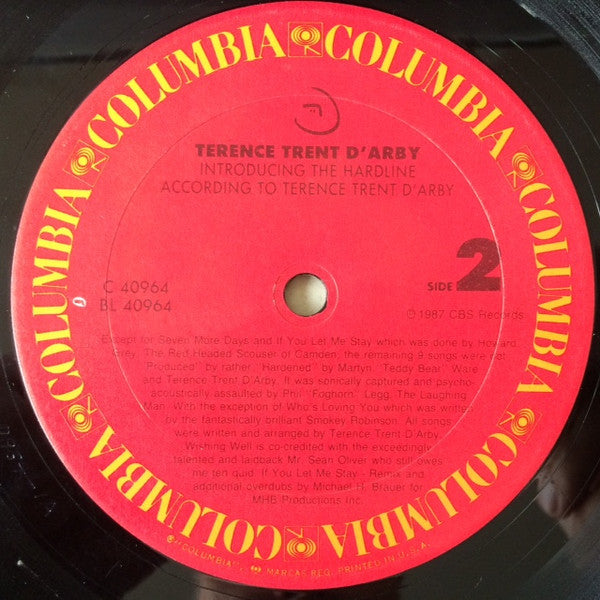 COLUMBIA COLUMBIA COLUMBIA COLUMBIA COLUMBIA COLUMBIA
TERENCE TRENT D'ARBY
INTRODUCING THE HARDLINE
ACCORDING TO TERENCE TRENT D'ARBY
C 40964
BL 40964
SIDE 2
℗ 1987 CBS Records
Except for Seven More Days and If You Let Me Stay which was done by Howard
Grey, The Red Headed Scouser of Camden, the remaining 9 songs were not
"Produced" by rather "Hardened" by Martyn, "Teddy Bear" Ware
and Terence Trent D'Arby. It was sonically captured and psycho-
acoustically assaulted by Phil "Foghorn" Legg, The Laughing
Man. With the exception of Who's Loving You which was written
by the fantastically brilliant Smokey Robinson. All songs
were written and arranged by Terence Trent D'Arby.
Wishing Well is co-credited with the exceedingly
talented and laidback Mr. Sean Oliver who still owes
me ten quid. If You Let Me Stay - Remix and
additional overdubs by Michael H. Brauer for
MHB Productions Inc.
"COLUMBIA", MARCAS REG. PRINTED IN U.S.A.